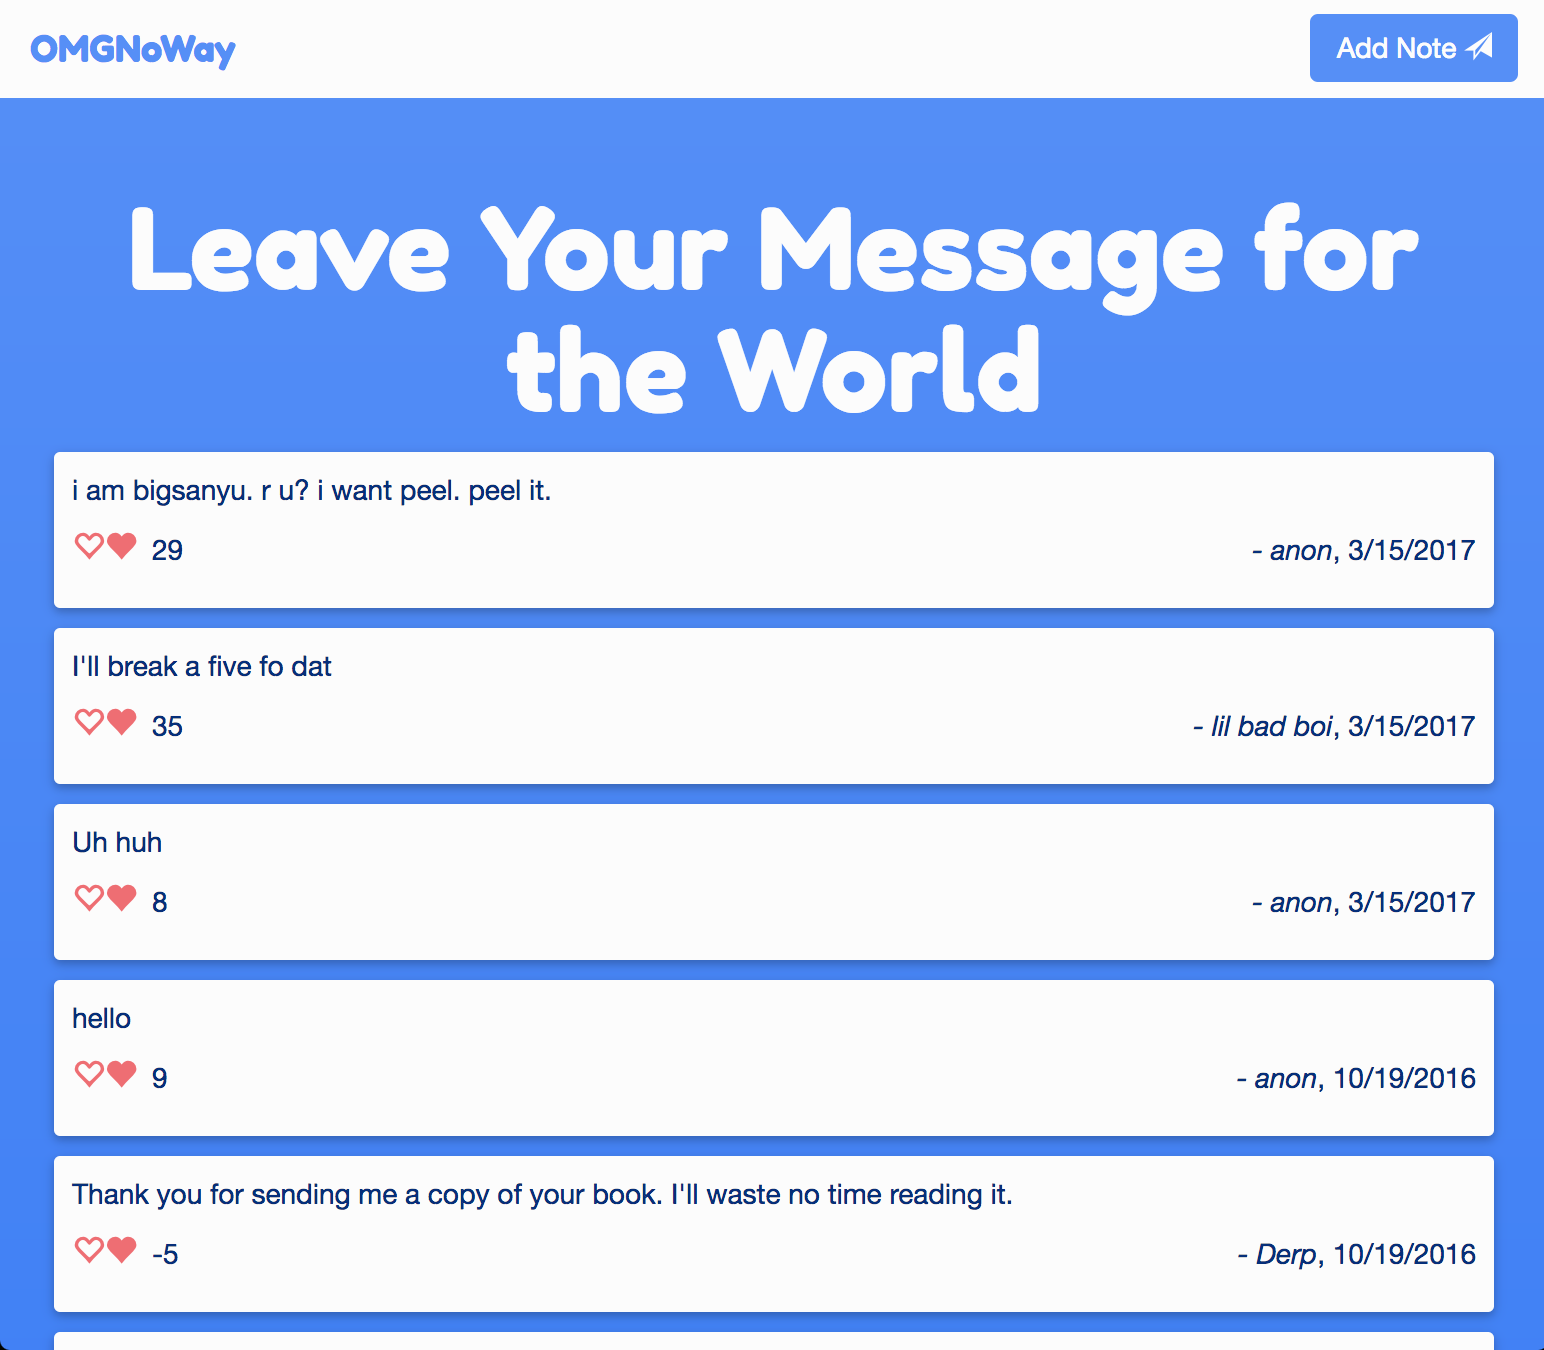 OMGNoWay
Add Note
Leave Your Message for
the World
i am bigsanyu. r u? i want peel. peel it.
29
- anon, 3/15/2017
I'll break a five fo dat
35
- lil bad boi, 3/15/2017
Uh huh
8
- anon, 3/15/2017
hello
9
- anon, 10/19/2016
Thank you for sending me a copy of your book. I'll waste no time reading it.
-5
- Derp, 10/19/2016